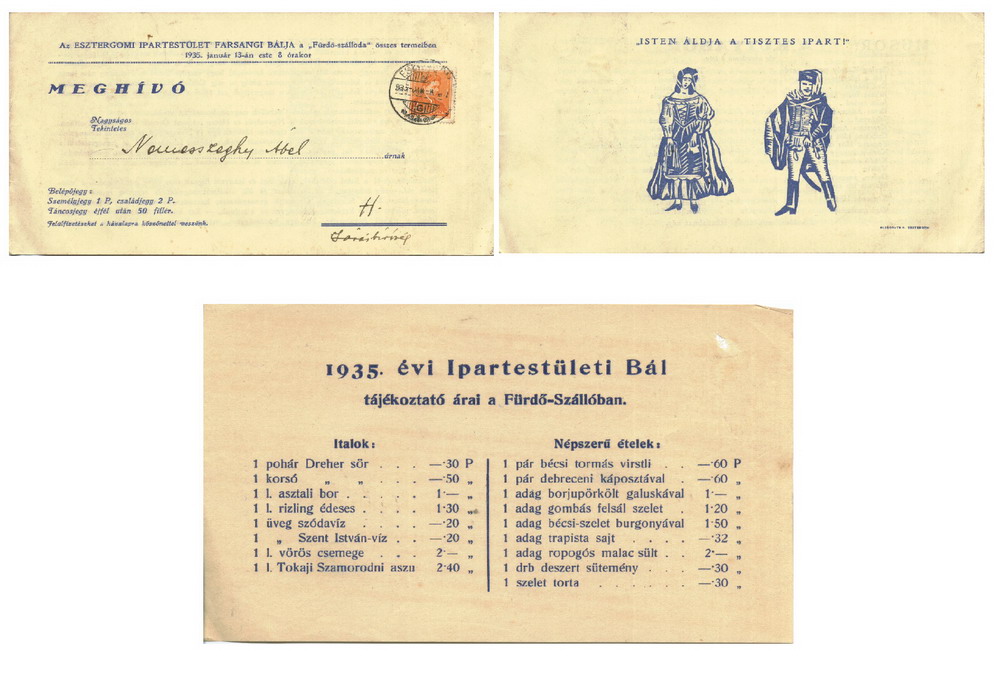 Az ESZTERGOMI IPARTESTÜLET FARSANGI BÁLJA a „Fürdő-szálloda” összes termeiben
1935. január 13-án este 8 órakor
MEGHÍVÓ
Nagyságos
Tekintetes
Nemesszeghy Ábel
úrnak
Belépőjegy:
Személyjegy 1 P, családjegy 2 P.
Táncosjegy éjfél után 50 fillér.
Felülfizetéseket a házalapra köszönettel veszünk.
H.
„ISTEN ÁLDJA A TISZTES IPART!”
1935. évi Ipartestületi Bál
tájékoztató árai a Fürdő-Szállóban.
Italok:
1 pohár Dreher sör . . . —·30 P
1 korsó „ „ . . . —·50 „
1 l. asztali bor . . . . . 1·— „
1 l. rizling édeses . . . . 1·30 „
1 üveg szódavíz . . . . —·20 „
1 „ Szent István-víz . . —·20 „
1 l. vörös csemege . . . 2·— „
1 l. Tokaji Szamorodni aszu 2·40 „
Népszerű ételek:
1 pár bécsi tormás virstli . . —·60 P
1 pár debreceni káposztával . —·60 „
1 adag borjupörkölt galuskával 1·— „
1 adag gombás felsál szelet . 1·20 „
1 adag bécsi-szelet burgonyával 1·50 „
1 adag trapista sajt . . . . —·32 „
1 adag ropogós malac sült . . 2·— „
1 drb deszert sütemény . . . —·30 „
1 szelet torta . . . . . . —·30 „